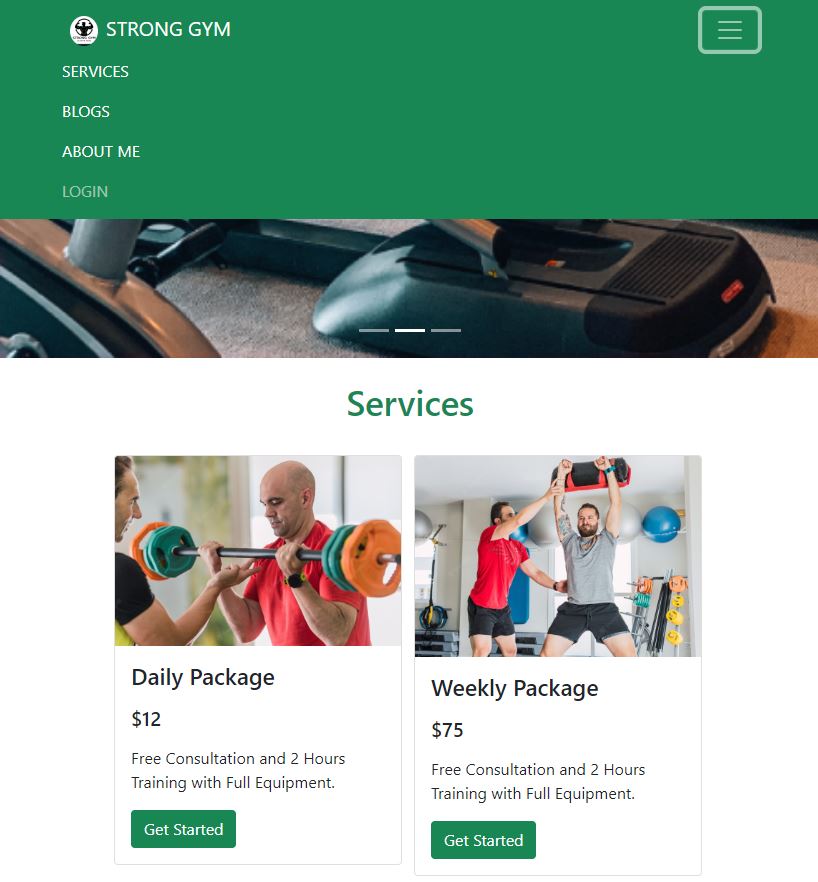 STRONG GYM
SERVICES
BLOGS
ABOUT ME
LOGIN
Services
Daily Package
$12
Free Consultation and 2 Hours
Training with Full Equipment.
Get Started
Weekly Package
$75
Free Consultation and 2 Hours
Training with Full Equipment.
Get Started